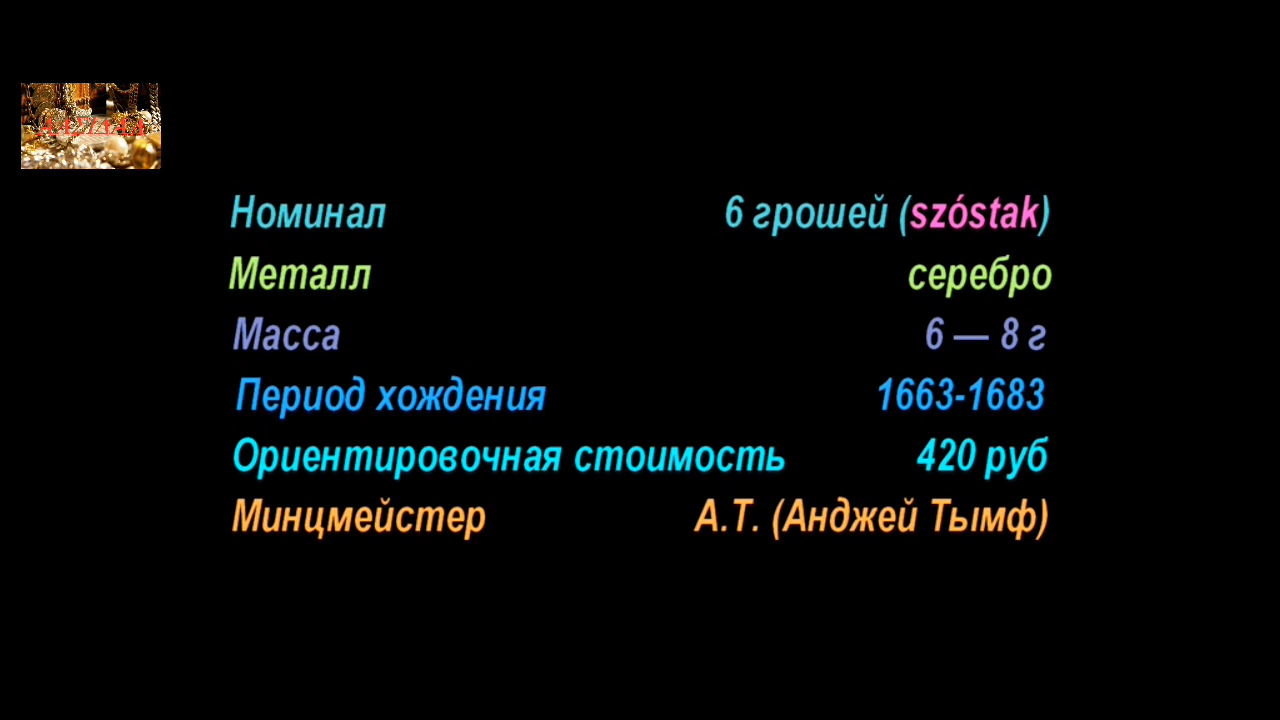 Номинал 6 грошей (szóstak)
Металл серебро
Масса 6 — 8 г
Период хождения 1663-1683
Ориентировочная стоимость 420 руб
Минцмейстер А.Т. (Анджей Тымф)